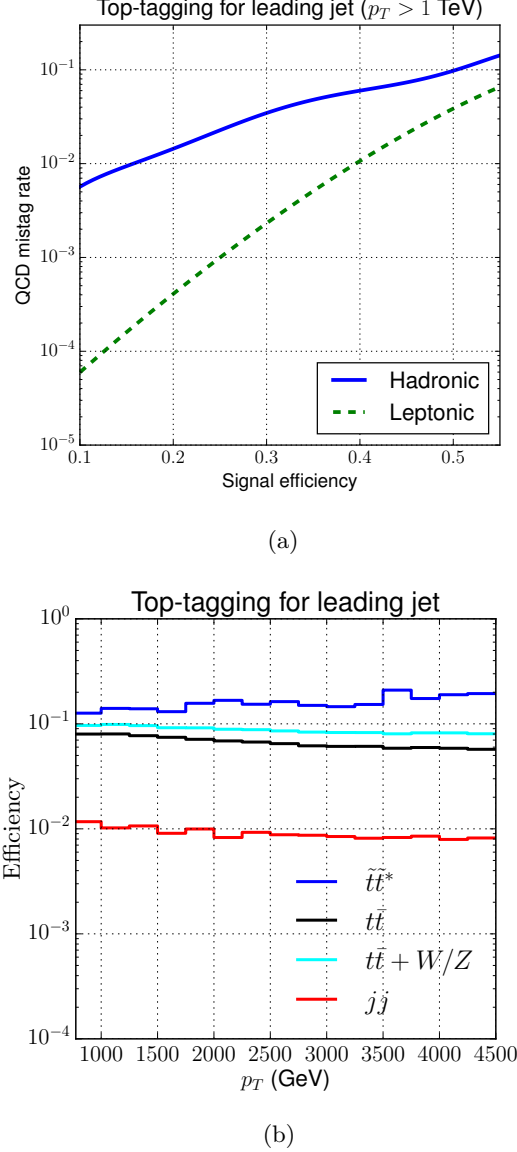 Top-tagging for leading jet (p_T > 1 TeV)
10^{-1}
10^{-2}
10^{-3}
10^{-4}
10^{-5}
QCD mistag rate
Hadronic
Leptonic
0.1 0.2 0.3 0.4 0.5
Signal efficiency
(a)
Top-tagging for leading jet
10^0
10^{-1}
10^{-2}
10^{-3}
10^{-4}
Efficiency
t̃t̃*
tt̄
tt̄ + W/Z
jj
1000 1500 2000 2500 3000 3500 4000 4500
p_T (GeV)
(b)